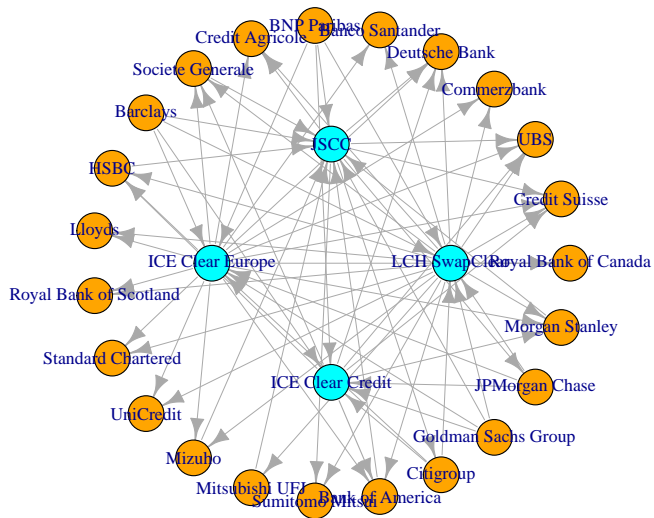 BNP Paribas
Banco Santander
Credit Agricole
Deutsche Bank
Societe Generale
Commerzbank
Barclays
JSCC
UBS
HSBC
Credit Suisse
Lloyds
ICE Clear Europe
LCH SwapClear
Royal Bank of Canada
Royal Bank of Scotland
Morgan Stanley
Standard Chartered
ICE Clear Credit
JPMorgan Chase
UniCredit
Goldman Sachs Group
Mizuho
Citigroup
Mitsubishi UFJ
Bank of America
Sumitomo Mitsui